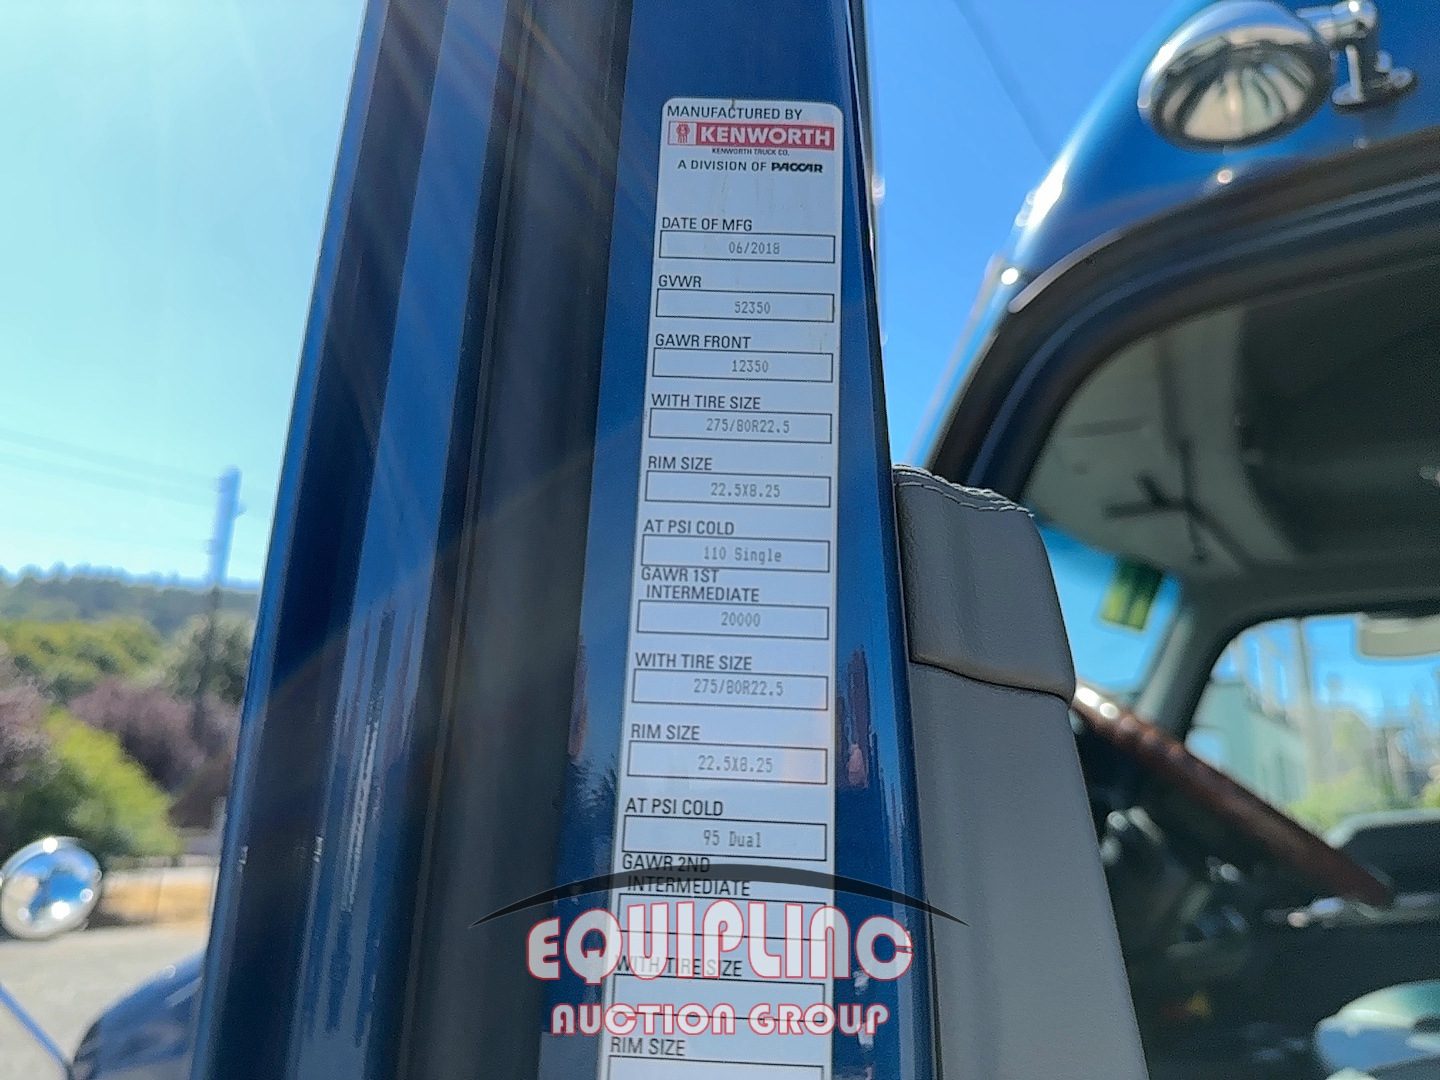 MANUFACTURED BY
KENWORTH
KENWORTH TRUCK CO.
A DIVISION OF PACCAR
DATE OF MFG
06/2018
GVWR
52350
GAWR FRONT
12350
WITH TIRE SIZE
275/80R22.5
RIM SIZE
22.5X8.25
AT PSI COLD
110 Single
GAWR 1ST
INTERMEDIATE
20000
WITH TIRE SIZE
275/80R22.5
RIM SIZE
22.5X8.25
AT PSI COLD
95 Dual
GAWR 2ND
INTERMEDIATE
EQUIPLINC
WITH TIRE SIZE
AUCTION GROUP
RIM SIZE